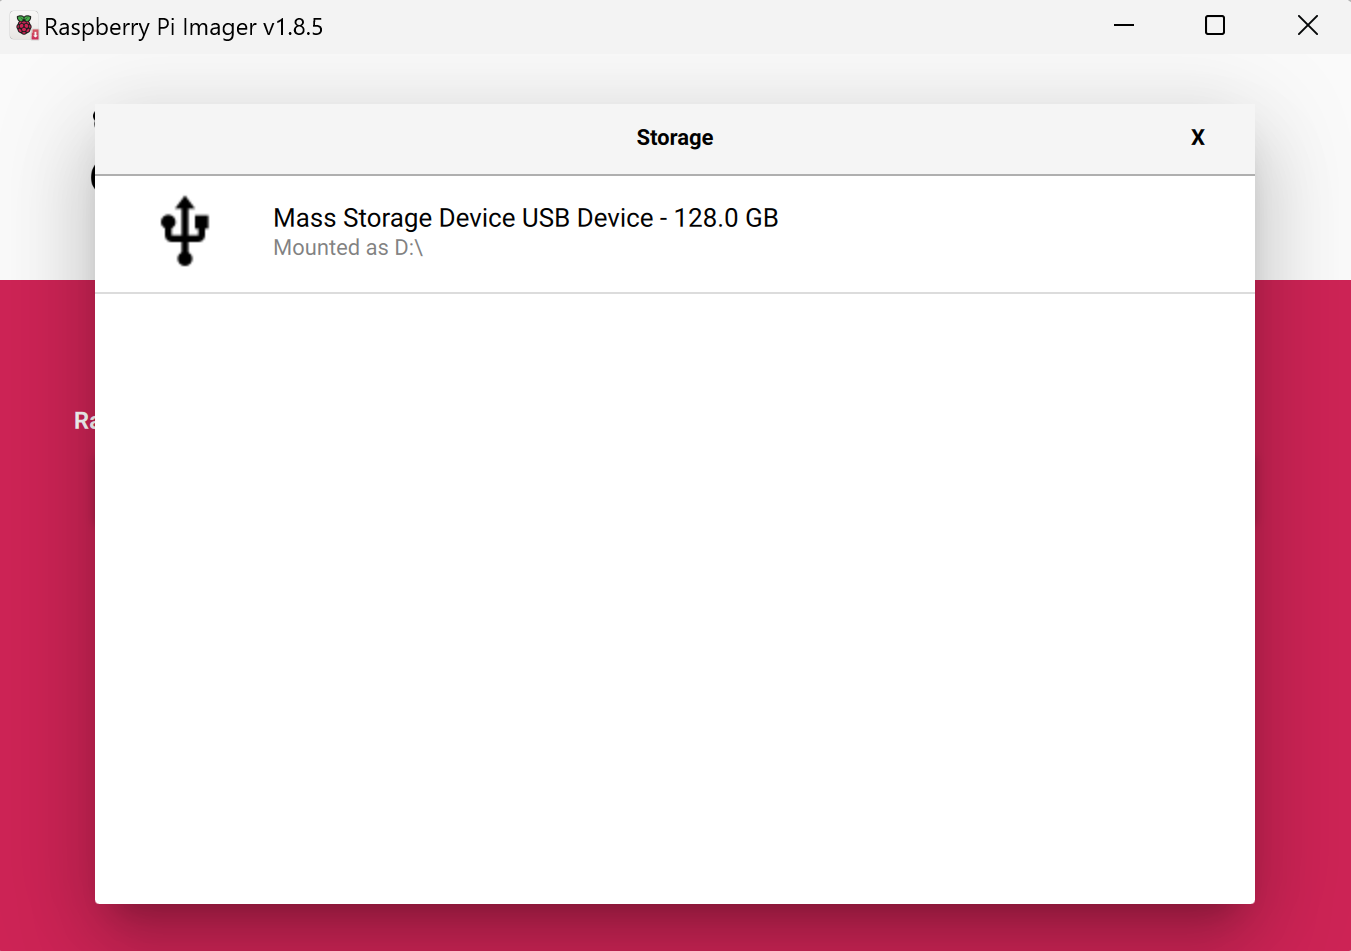 Raspberry Pi Imager v1.8.5
Storage
X
Mass Storage Device USB Device - 128.0 GB
Mounted as D:\